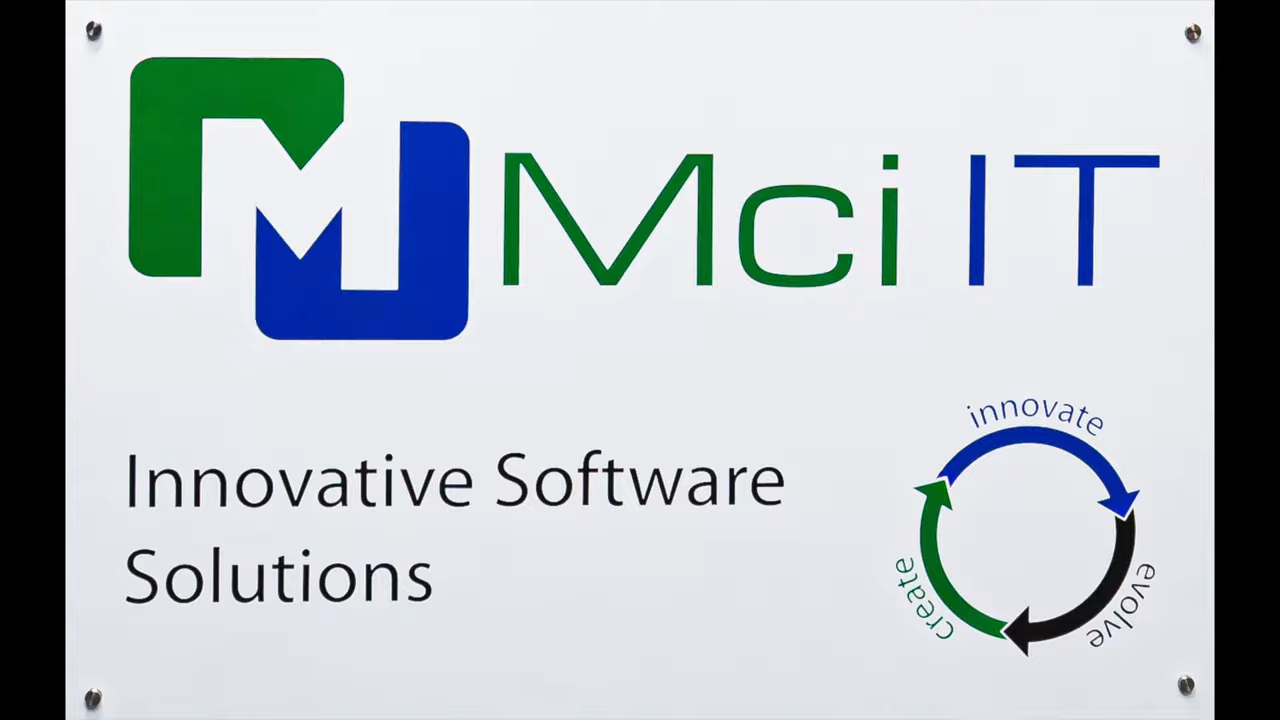 Mci IT
Innovative Software
Solutions
innovate
evolve
create